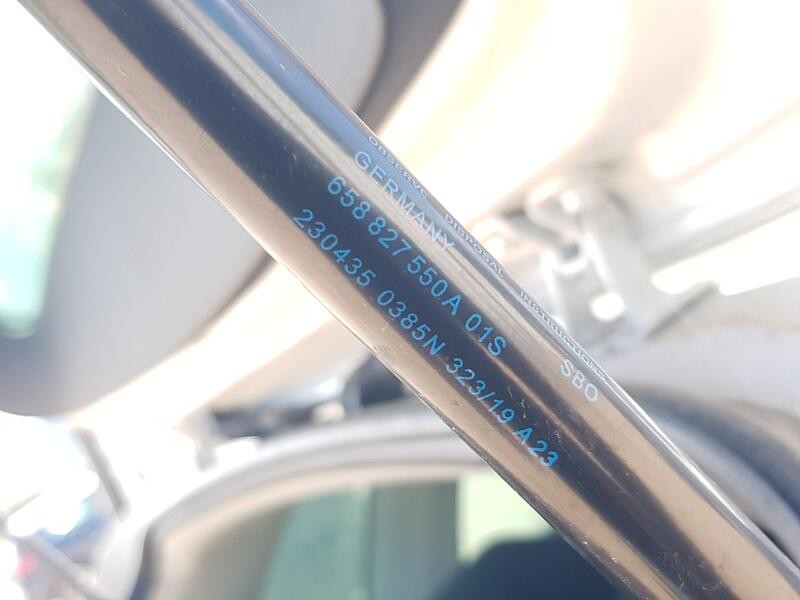 OBSERVE DISPOSAL INSTRUCTIONS
GERMANY SBO
658 827 550A 01S
230435 0385N 323/19 A23